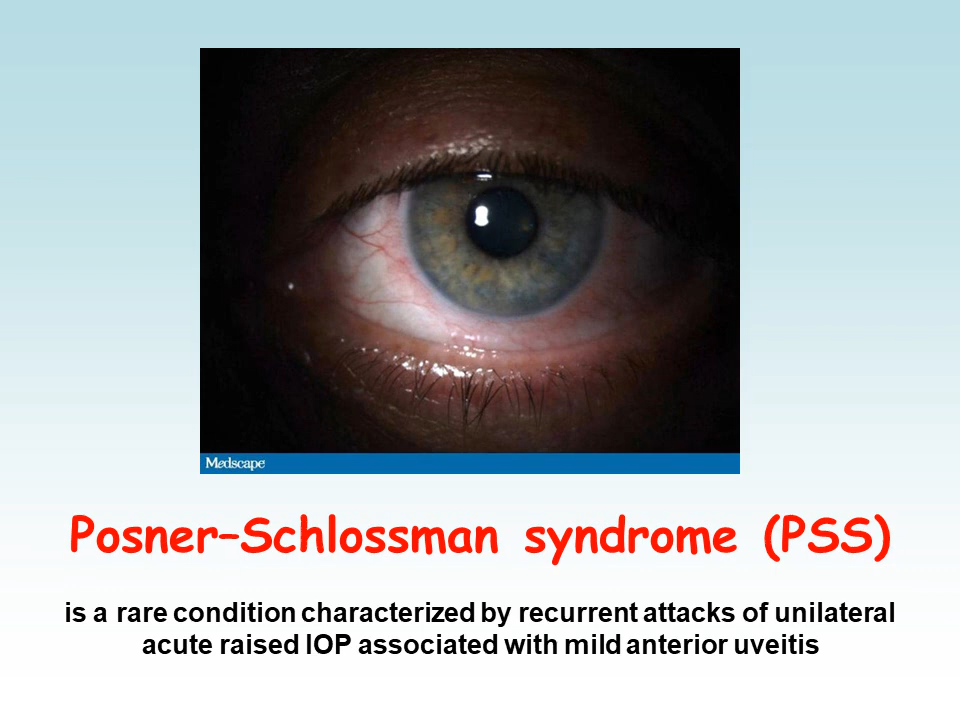 Medscape
Posner–Schlossman syndrome (PSS)
is a rare condition characterized by recurrent attacks of unilateral
acute raised IOP associated with mild anterior uveitis